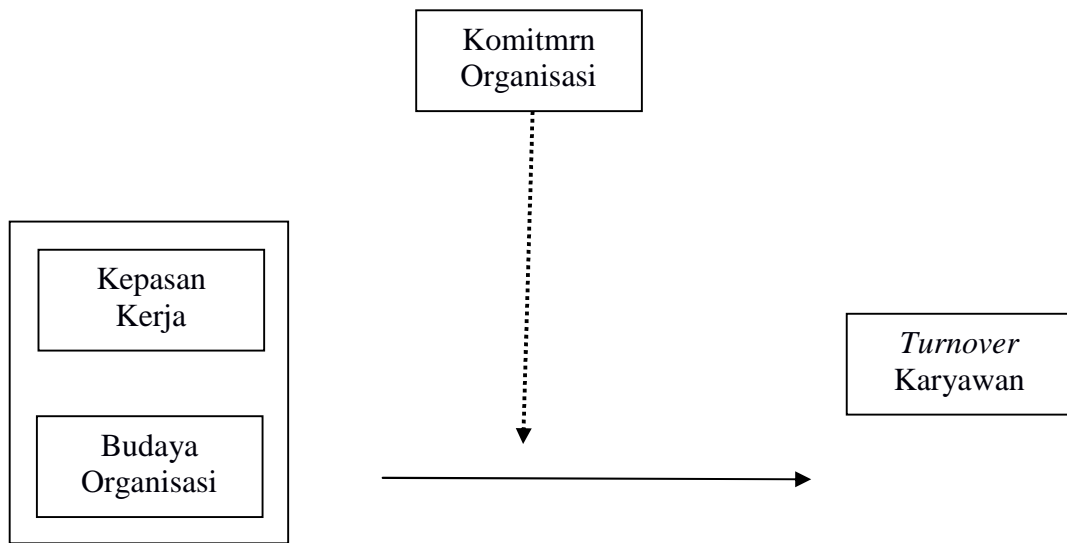 Komitmrn
Organisasi
Kepasan
Kerja
Turnover
Karyawan
Budaya
Organisasi